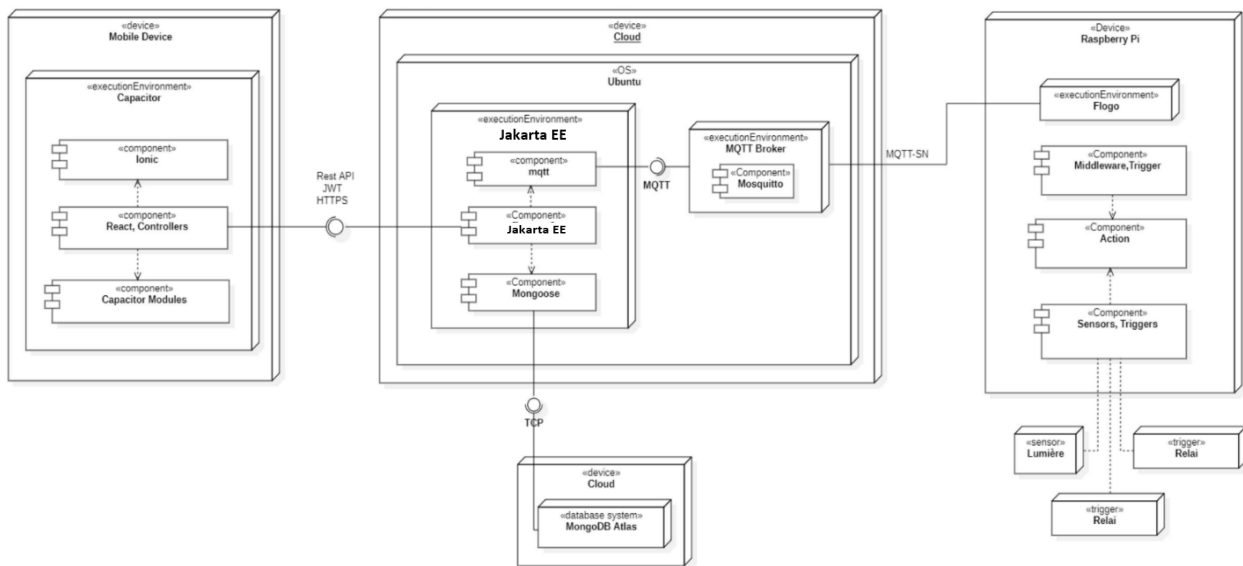 «device»
Mobile Device
«executionEnvironment»
Capacitor
«component»
Ionic
«component»
React, Controllers
«component»
Capacitor Modules
Rest API
JWT
HTTPS
«device»
Cloud
«OS»
Ubuntu
«executionEnvironment»
Jakarta EE
«component»
mqtt
«Component»
Jakarta EE
«Component»
Mongoose
MQTT
«executionEnvironment»
MQTT Broker
«Component»
Mosquitto
MQTT-SN
TCP
«device»
Cloud
«database system»
MongoDB Atlas
«Device»
Raspberry Pi
«executionEnvironment»
Flogo
«Component»
Middleware,Trigger
«Component»
Action
«Component»
Sensors, Triggers
«sensor»
Lumière
«trigger»
Relai
«trigger»
Relai